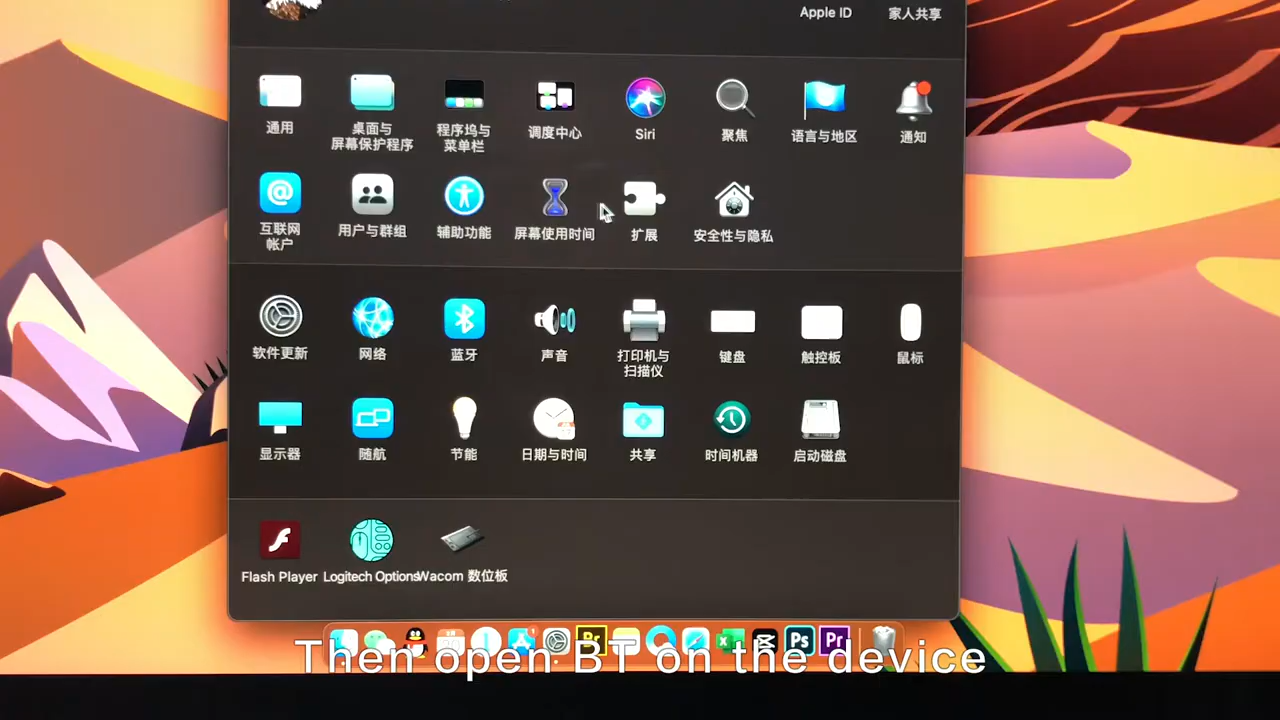 Apple ID
家人共享
通用
桌面与
屏幕保护程序
程序坞与
菜单栏
调度中心
Siri
聚焦
语言与地区
通知
互联网
帐户
用户与群组
辅助功能
屏幕使用时间
扩展
安全性与隐私
软件更新
网络
蓝牙
声音
打印机与
扫描仪
键盘
触控板
鼠标
显示器
随航
节能
日期与时间
共享
时间机器
启动磁盘
Flash Player
Logitech Options
Wacom 数位板
Br
Ps
Pr
Then open BT on the device